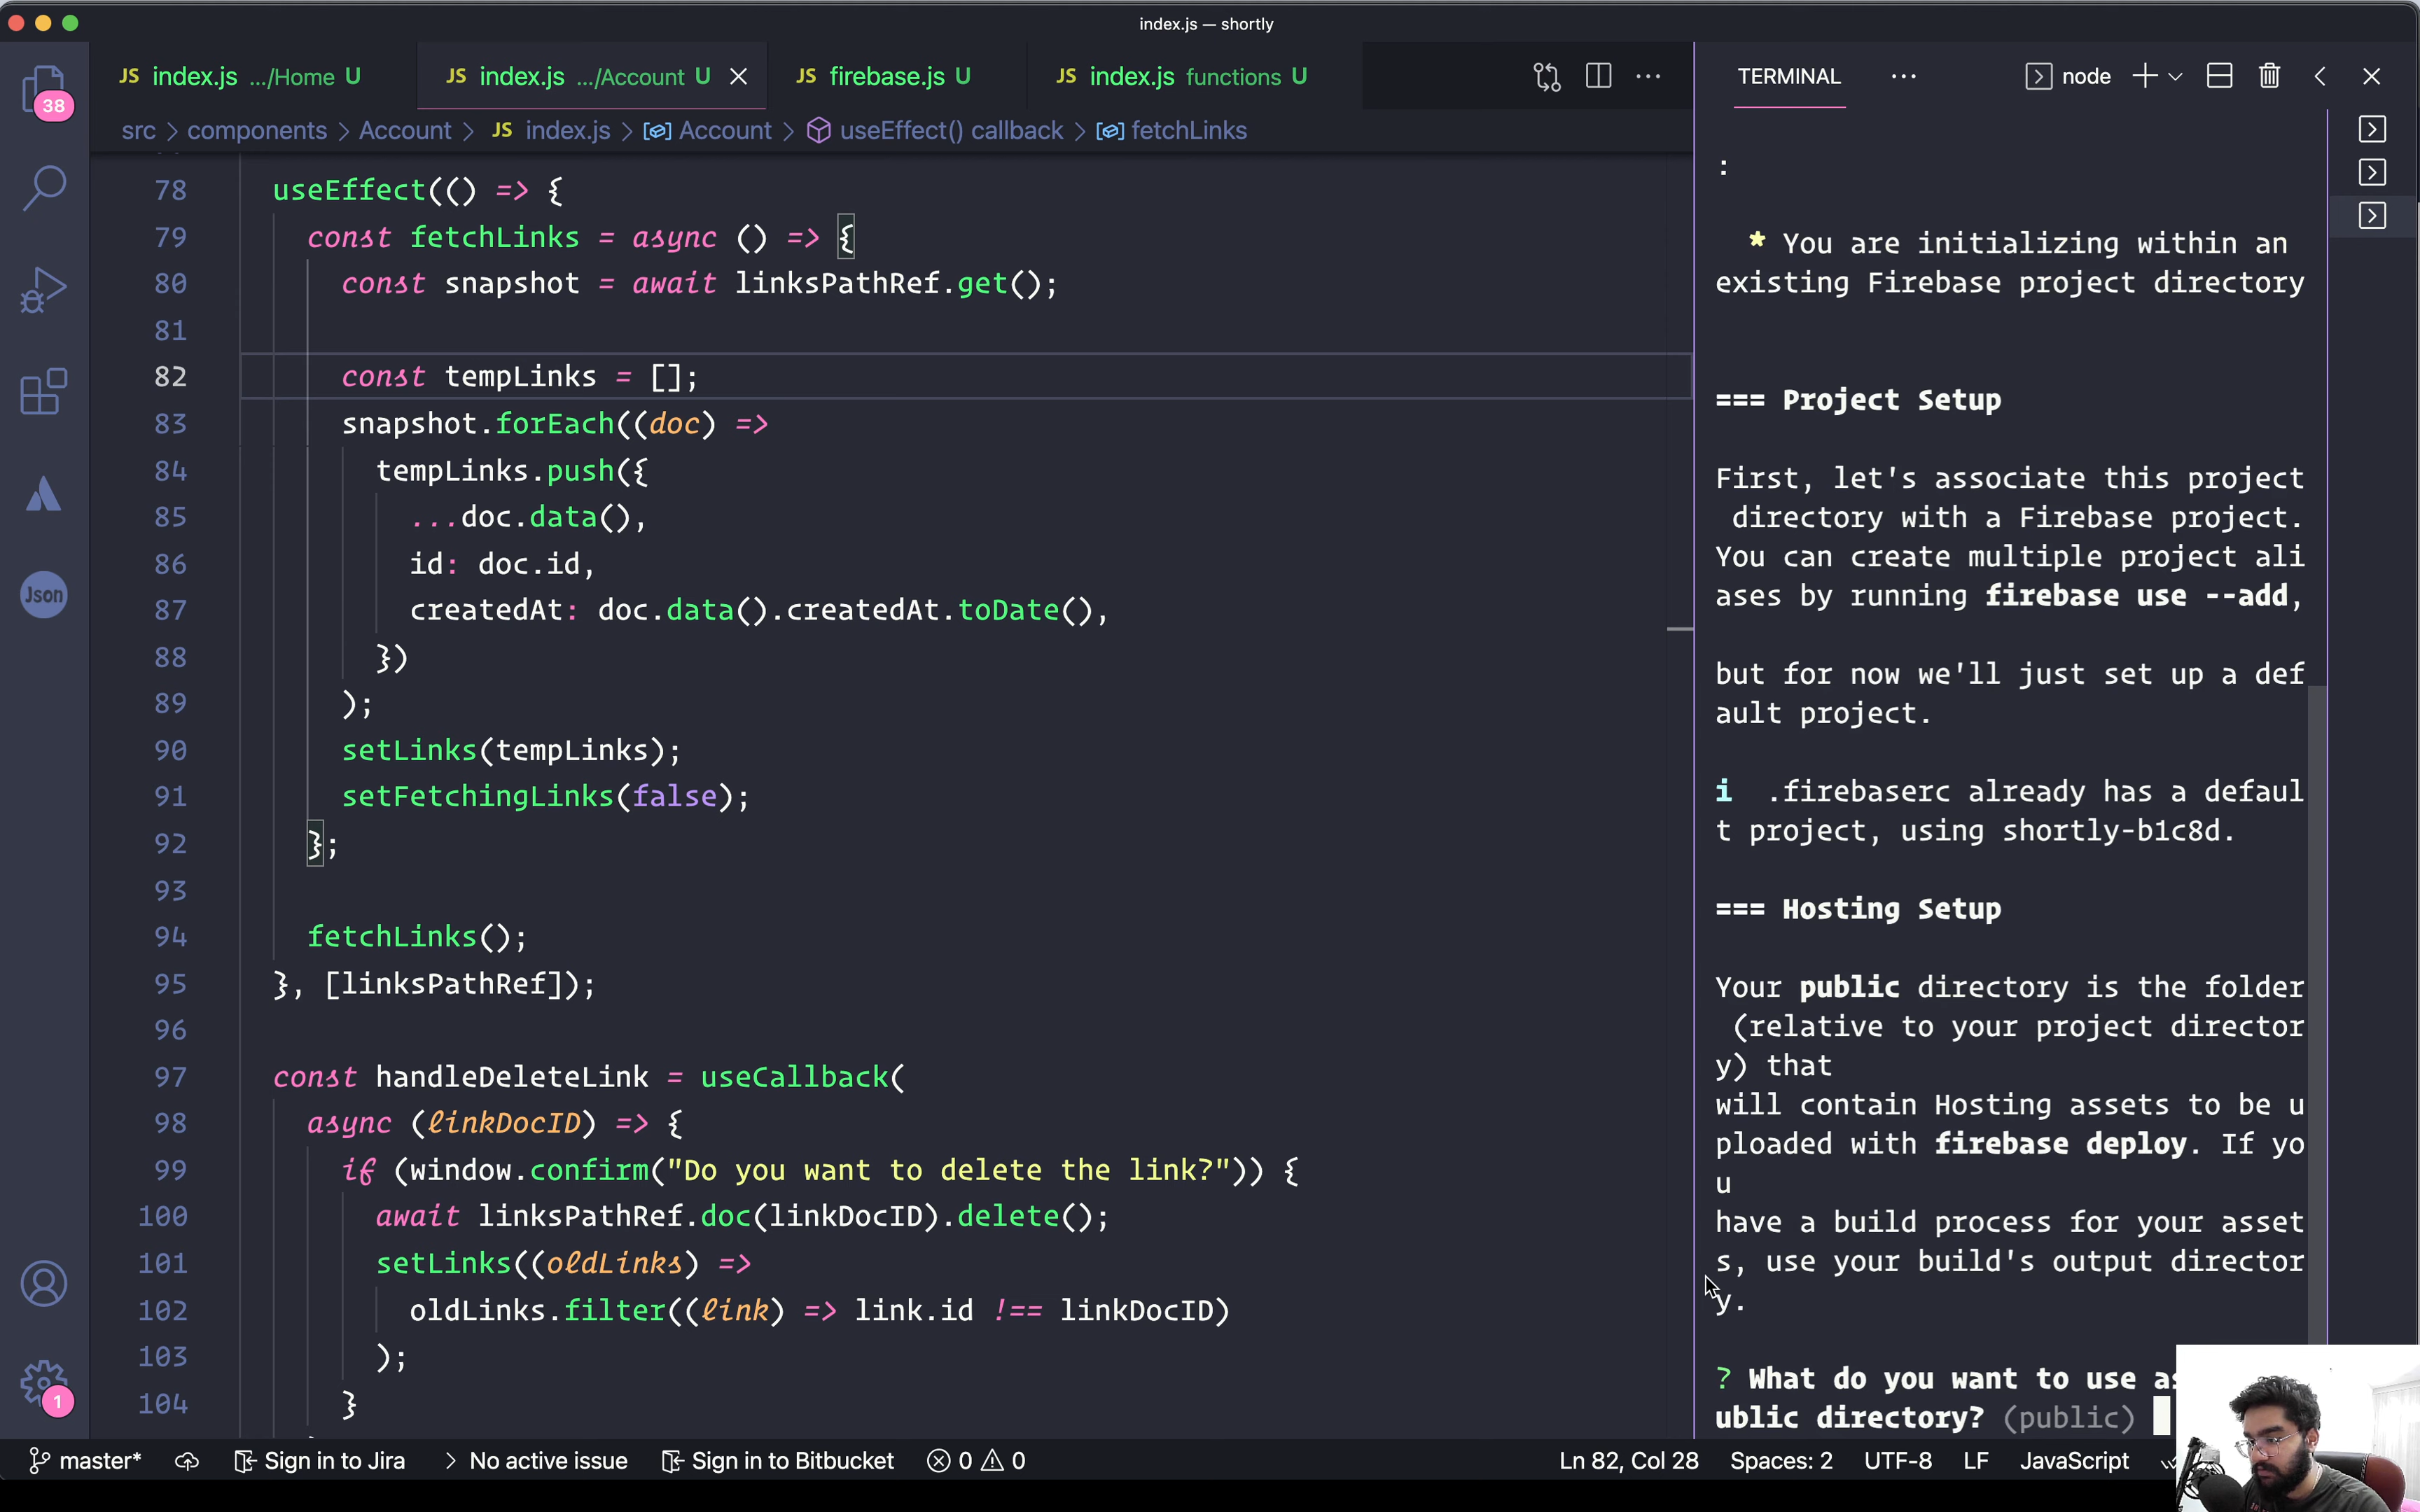 index.js — shortly
JS index.js .../Home U
JS index.js .../Account U
JS firebase.js U
JS index.js functions U
TERMINAL
node
38
src > components > Account > JS index.js > Account > useEffect() callback > fetchLinks
78 useEffect(() => {
79 const fetchLinks = async () => {
80 const snapshot = await linksPathRef.get();
81
82 const tempLinks = [];
83 snapshot.forEach((doc) =>
84 tempLinks.push({
85 ...doc.data(),
86 id: doc.id,
87 createdAt: doc.data().createdAt.toDate(),
88 })
89 );
90 setLinks(tempLinks);
91 setFetchingLinks(false);
92 };
93
94 fetchLinks();
95 }, [linksPathRef]);
96
97 const handleDeleteLink = useCallback(
98 async (linkDocID) => {
99 if (window.confirm("Do you want to delete the link?")) {
100 await linksPathRef.doc(linkDocID).delete();
101 setLinks((oldLinks) =>
102 oldLinks.filter((link) => link.id !== linkDocID)
103 );
104 }
Json
1
:
* You are initializing within an
existing Firebase project directory
=== Project Setup
First, let's associate this project
directory with a Firebase project.
You can create multiple project ali
ases by running firebase use --add,
but for now we'll just set up a def
ault project.
i .firebaserc already has a defaul
t project, using shortly-b1c8d.
=== Hosting Setup
Your public directory is the folder
(relative to your project director
y) that
will contain Hosting assets to be u
ploaded with firebase deploy. If yo
u
have a build process for your asset
s, use your build's output director
y.
? What do you want to use as
ublic directory? (public)
master* Sign in to Jira > No active issue Sign in to Bitbucket 0 0 Ln 82, Col 28 Spaces: 2 UTF-8 LF JavaScript